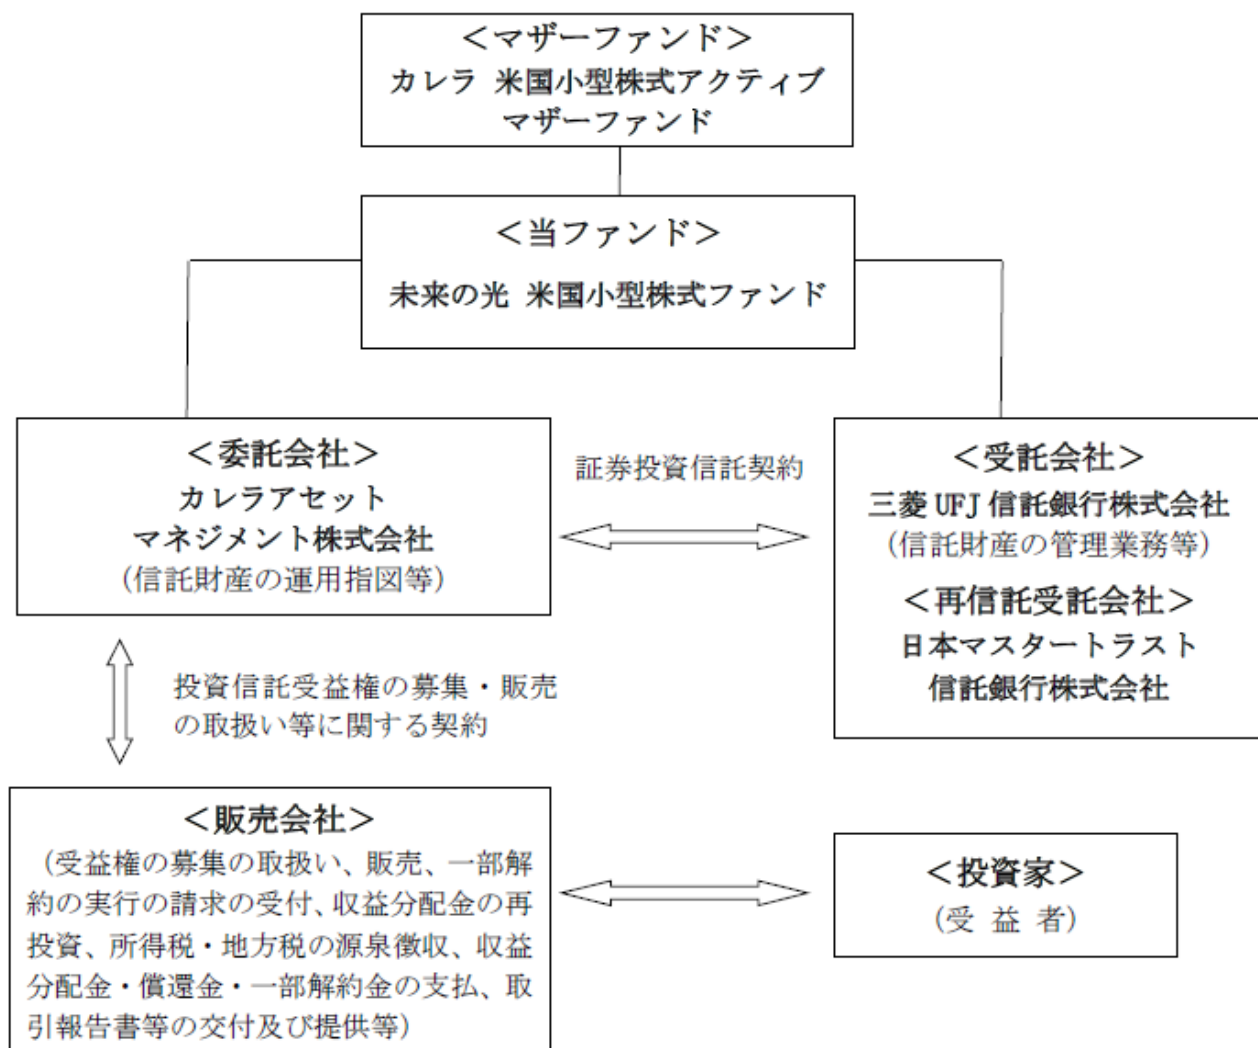 ＜マザーファンド＞
カレラ 米国小型株式アクティブ
マザーファンド
＜当ファンド＞
未来の光 米国小型株式ファンド
＜委託会社＞
カレラアセット
マネジメント株式会社
（信託財産の運用指図等）
証券投資信託契約
＜受託会社＞
三菱 UFJ 信託銀行株式会社
（信託財産の管理業務等）
＜再信託受託会社＞
日本マスタートラスト
信託銀行株式会社
投資信託受益権の募集・販売
の取扱い等に関する契約
＜販売会社＞
（受益権の募集の取扱い、販売、一部解
約の実行の請求の受付、収益分配金の再
投資、所得税・地方税の源泉徴収、収益
分配金・償還金・一部解約金の支払、取
引報告書等の交付及び提供等）
＜投資家＞
（受 益 者）